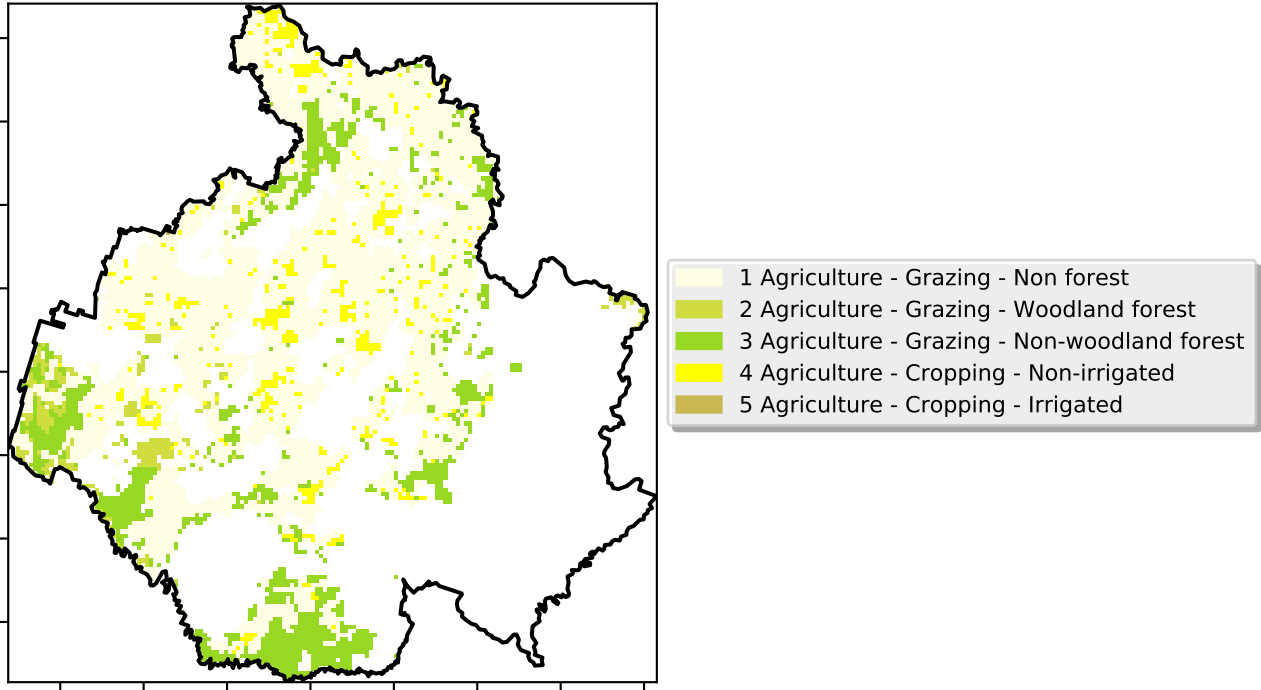 1 Agriculture - Grazing - Non forest
2 Agriculture - Grazing - Woodland forest
3 Agriculture - Grazing - Non-woodland forest
4 Agriculture - Cropping - Non-irrigated
5 Agriculture - Cropping - Irrigated